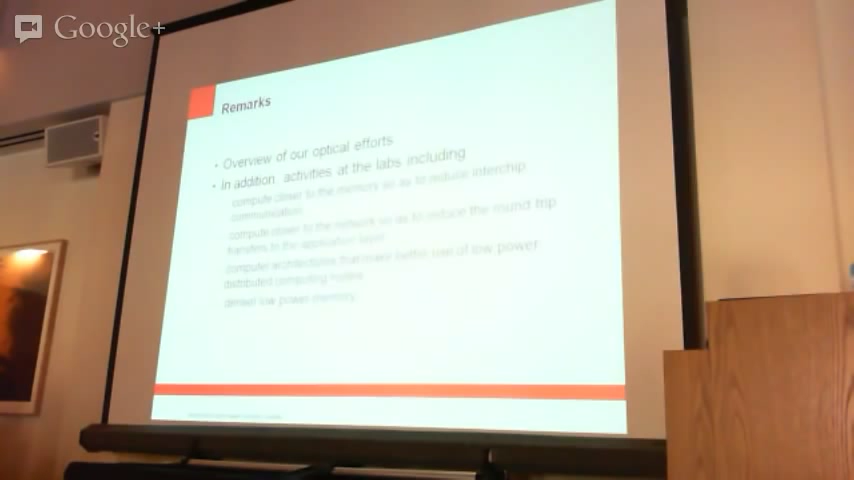 Google+
Remarks
• Overview of our optical efforts
• In addition activities at the labs including
compute closer to the memory so as to reduce interchip
communication
compute closer to the network so as to reduce the round trip
transfers to the application layer
computer architectures that make better use of low power
distributed computing nodes
denser low power memory